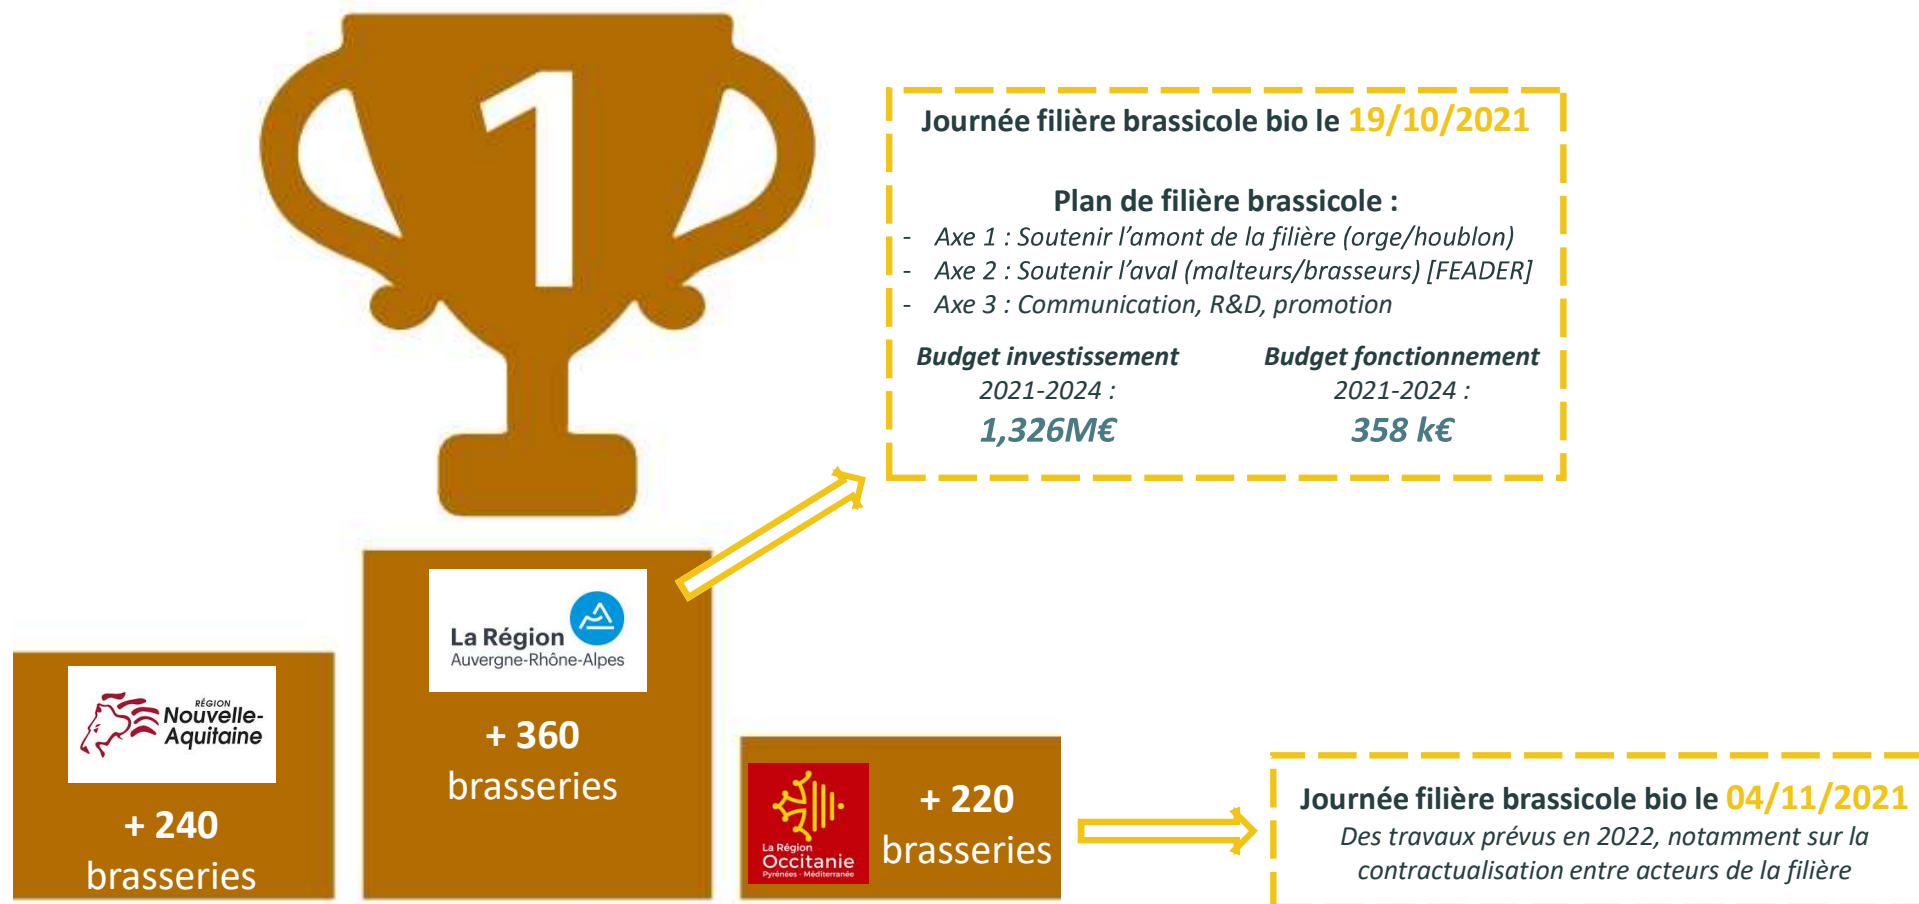 1
Journée filière brassicole bio le 19/10/2021
Plan de filière brassicole :
- Axe 1 : Soutenir l'amont de la filière (orge/houblon)
- Axe 2 : Soutenir l'aval (malteurs/brasseurs) [FEADER]
- Axe 3 : Communication, R&D, promotion
Budget investissement
2021-2024 :
1,326M€
Budget fonctionnement
2021-2024 :
358 k€
La Région
Auvergne-Rhône-Alpes
+ 360
brasseries
RÉGION
Nouvelle-
Aquitaine
+ 240
brasseries
La Région
Occitanie
Pyrénées - Méditerranée
+ 220
brasseries
Journée filière brassicole bio le 04/11/2021
Des travaux prévus en 2022, notamment sur la
contractualisation entre acteurs de la filière